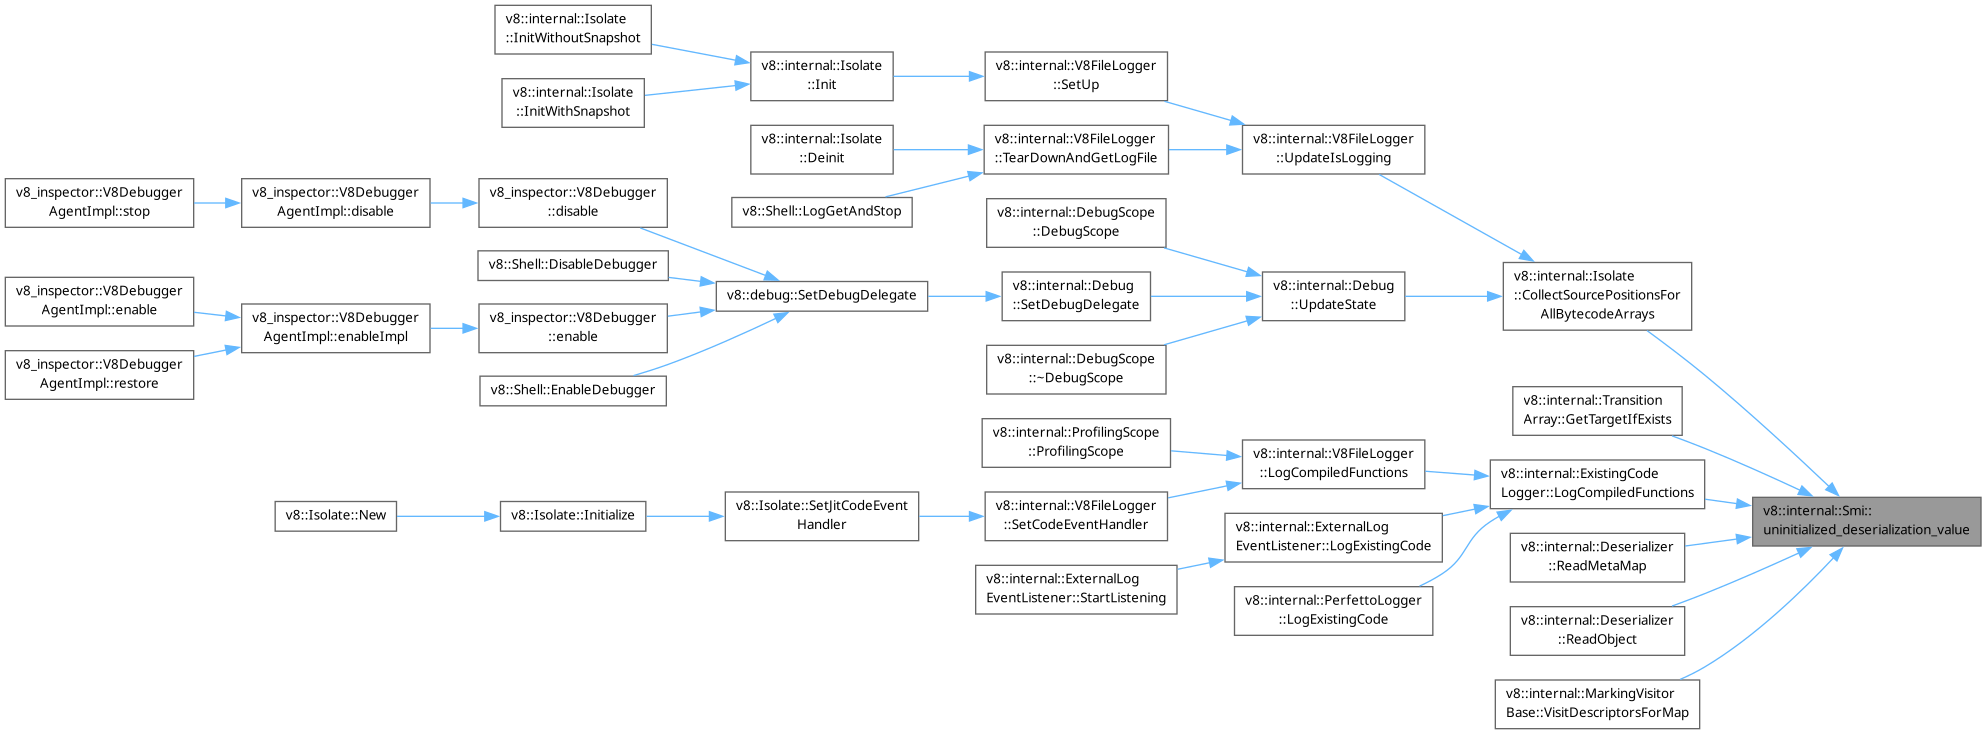 v8::internal::Isolate
::InitWithoutSnapshot
v8::internal::Isolate
::InitWithSnapshot
v8::internal::Isolate
::Init
v8::internal::V8FileLogger
::SetUp
v8::internal::Isolate
::Deinit
v8::internal::V8FileLogger
::TearDownAndGetLogFile
v8::internal::V8FileLogger
::UpdateIsLogging
v8::Shell::LogGetAndStop
v8_inspector::V8Debugger
AgentImpl::stop
v8_inspector::V8Debugger
AgentImpl::disable
v8_inspector::V8Debugger
::disable
v8::internal::DebugScope
::DebugScope
v8::Shell::DisableDebugger
v8::debug::SetDebugDelegate
v8::internal::Debug
::SetDebugDelegate
v8::internal::Debug
::UpdateState
v8::internal::Isolate
::CollectSourcePositionsFor
AllBytecodeArrays
v8_inspector::V8Debugger
AgentImpl::enable
v8_inspector::V8Debugger
AgentImpl::enableImpl
v8_inspector::V8Debugger
::enable
v8_inspector::V8Debugger
AgentImpl::restore
v8::Shell::EnableDebugger
v8::internal::DebugScope
::~DebugScope
v8::internal::Transition
Array::GetTargetIfExists
v8::internal::ProfilingScope
::ProfilingScope
v8::internal::V8FileLogger
::LogCompiledFunctions
v8::internal::ExistingCode
Logger::LogCompiledFunctions
v8::Isolate::New
v8::Isolate::Initialize
v8::Isolate::SetJitCodeEvent
Handler
v8::internal::V8FileLogger
::SetCodeEventHandler
v8::internal::Smi::
uninitialized_deserialization_value
v8::internal::ExternalLog
EventListener::LogExistingCode
v8::internal::Deserializer
::ReadMetaMap
v8::internal::ExternalLog
EventListener::StartListening
v8::internal::PerfettoLogger
::LogExistingCode
v8::internal::Deserializer
::ReadObject
v8::internal::MarkingVisitor
Base::VisitDescriptorsForMap